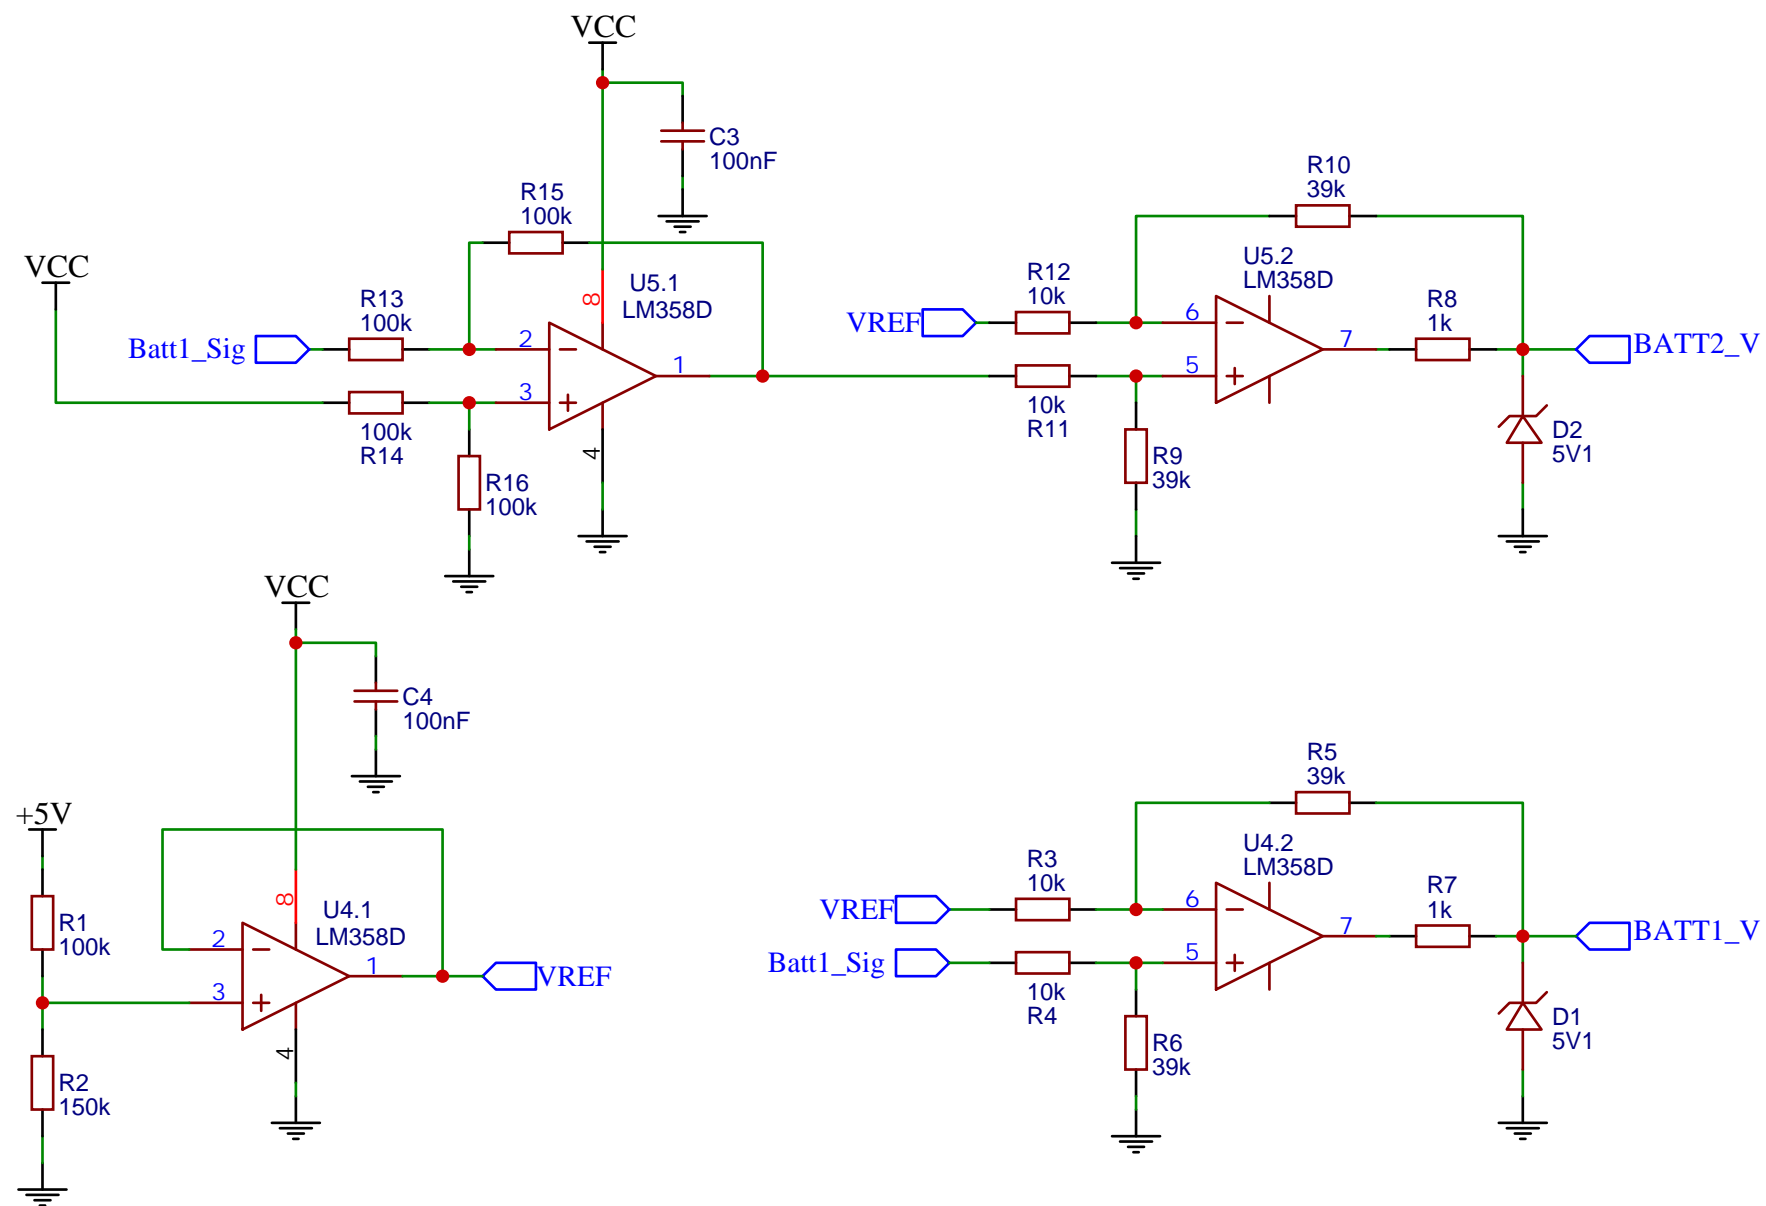 VCC
C3
100nF
R15
100k
VCC
R13
100k
Batt1_Sig
100k
R14
R16
100k
U5.1
LM358D
8
2
3
1
4
VREF
R12
10k
10k
R11
R10
39k
U5.2
LM358D
6
5
7
R9
39k
R8
1k
BATT2_V
D2
5V1
VCC
C4
100nF
+5V
R1
100k
R2
150k
U4.1
LM358D
8
2
3
1
4
VREF
R5
39k
R3
10k
VREF
Batt1_Sig
10k
R4
U4.2
LM358D
6
5
7
R6
39k
R7
1k
BATT1_V
D1
5V1